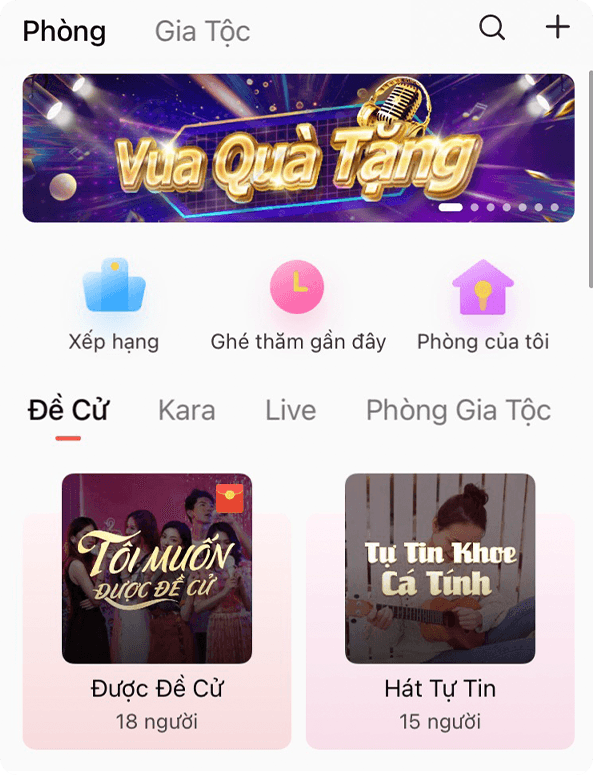 Phòng
Gia Tộc
Vua Quà Tặng
Xếp hạng
Ghé thăm gần đây
Phòng của tôi
Đề Cử
Kara
Live
Phòng Gia Tộc
TÔI MUỐN
ĐƯỢC ĐỀ CỬ
Tự Tin Khoe
Cá Tính
Được Đề Cử
Hát Tự Tin
18 người
15 người